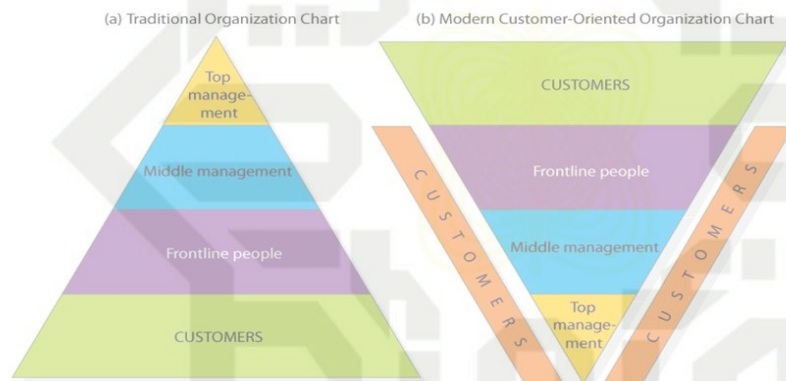 (a) Traditional Organization Chart
Top
manage-
ment
Middle management
Frontline people
CUSTOMERS
(b) Modern Customer-Oriented Organization Chart
CUSTOMERS
Frontline people
Middle management
Top
manage-
ment
CUSTOMERS
CUSTOMERS